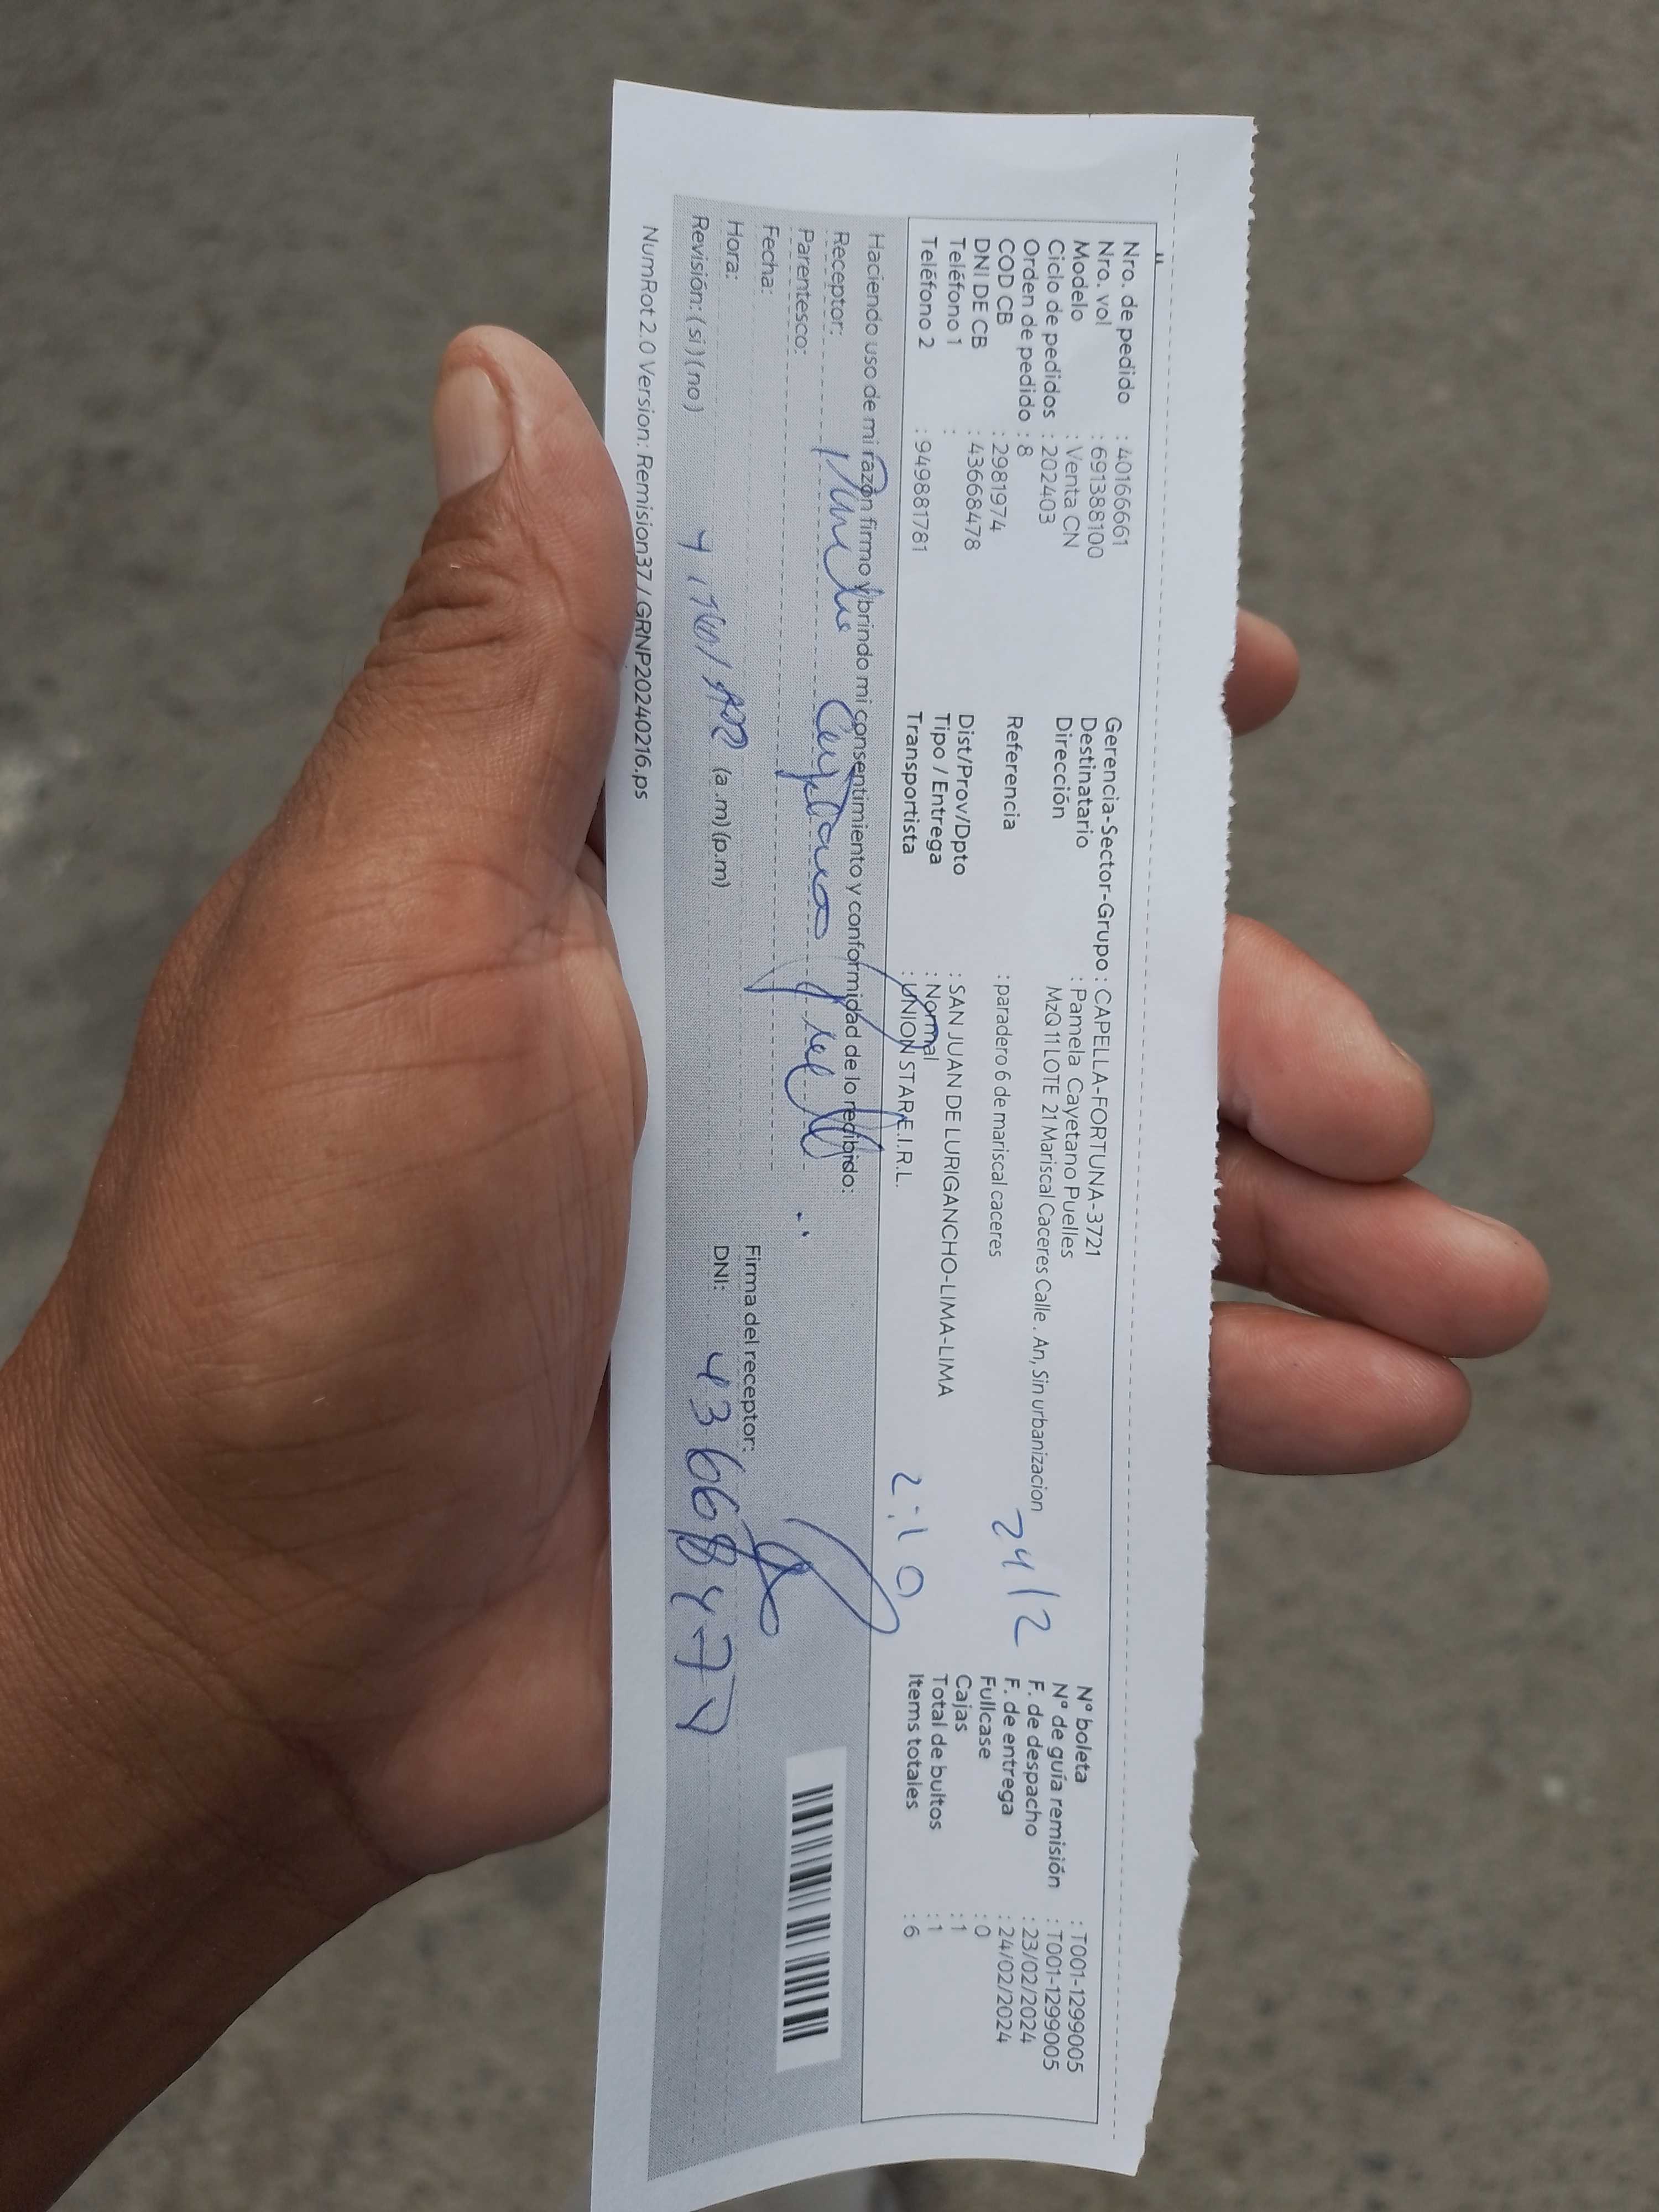 Nro. de pedido : 40166661
Nro. vol : 691388100
Modelo : Venta CN
Ciclo de pedidos : 202403
Orden de pedido : 8
COD CB : 2981974
DNI DE CB : 43668478
Teléfono 1 :
Teléfono 2 : 949881781
Gerencia-Sector-Grupo : CAPELLA-FORTUNA-3721
Destinatario : Pamela Cayetano Puelles
Dirección MzQ 11 LOTE 21 Mariscal Caceres Calle . An, Sin urbanizacion
Referencia : paradero 6 de mariscal caceres
Dist/Prov/Dpto : SAN JUAN DE LURIGANCHO-LIMA-LIMA
Tipo / Entrega : Normal
Transportista : UNION STAR E.I.R.L.
24/2
2:10
N° boleta : T001-1299005
N° de guía remisión : T001-1299005
F. de despacho : 23/02/2024
F. de entrega : 24/02/2024
Fullcase : 0
Cajas : 1
Total de bultos : 1
Items totales : 6
Haciendo uso de mi razón firmo y brindo mi consentimiento y conformidad de lo recibido:
Receptor: Cayetano
Parentesco:
Fecha:
Hora: (a .m) (p.m)
Revisión: ( si ) ( no )
Firma del receptor:
DNI: 43668478
NumRot 2.0 Version: Remision37 / GRNP20240216.ps